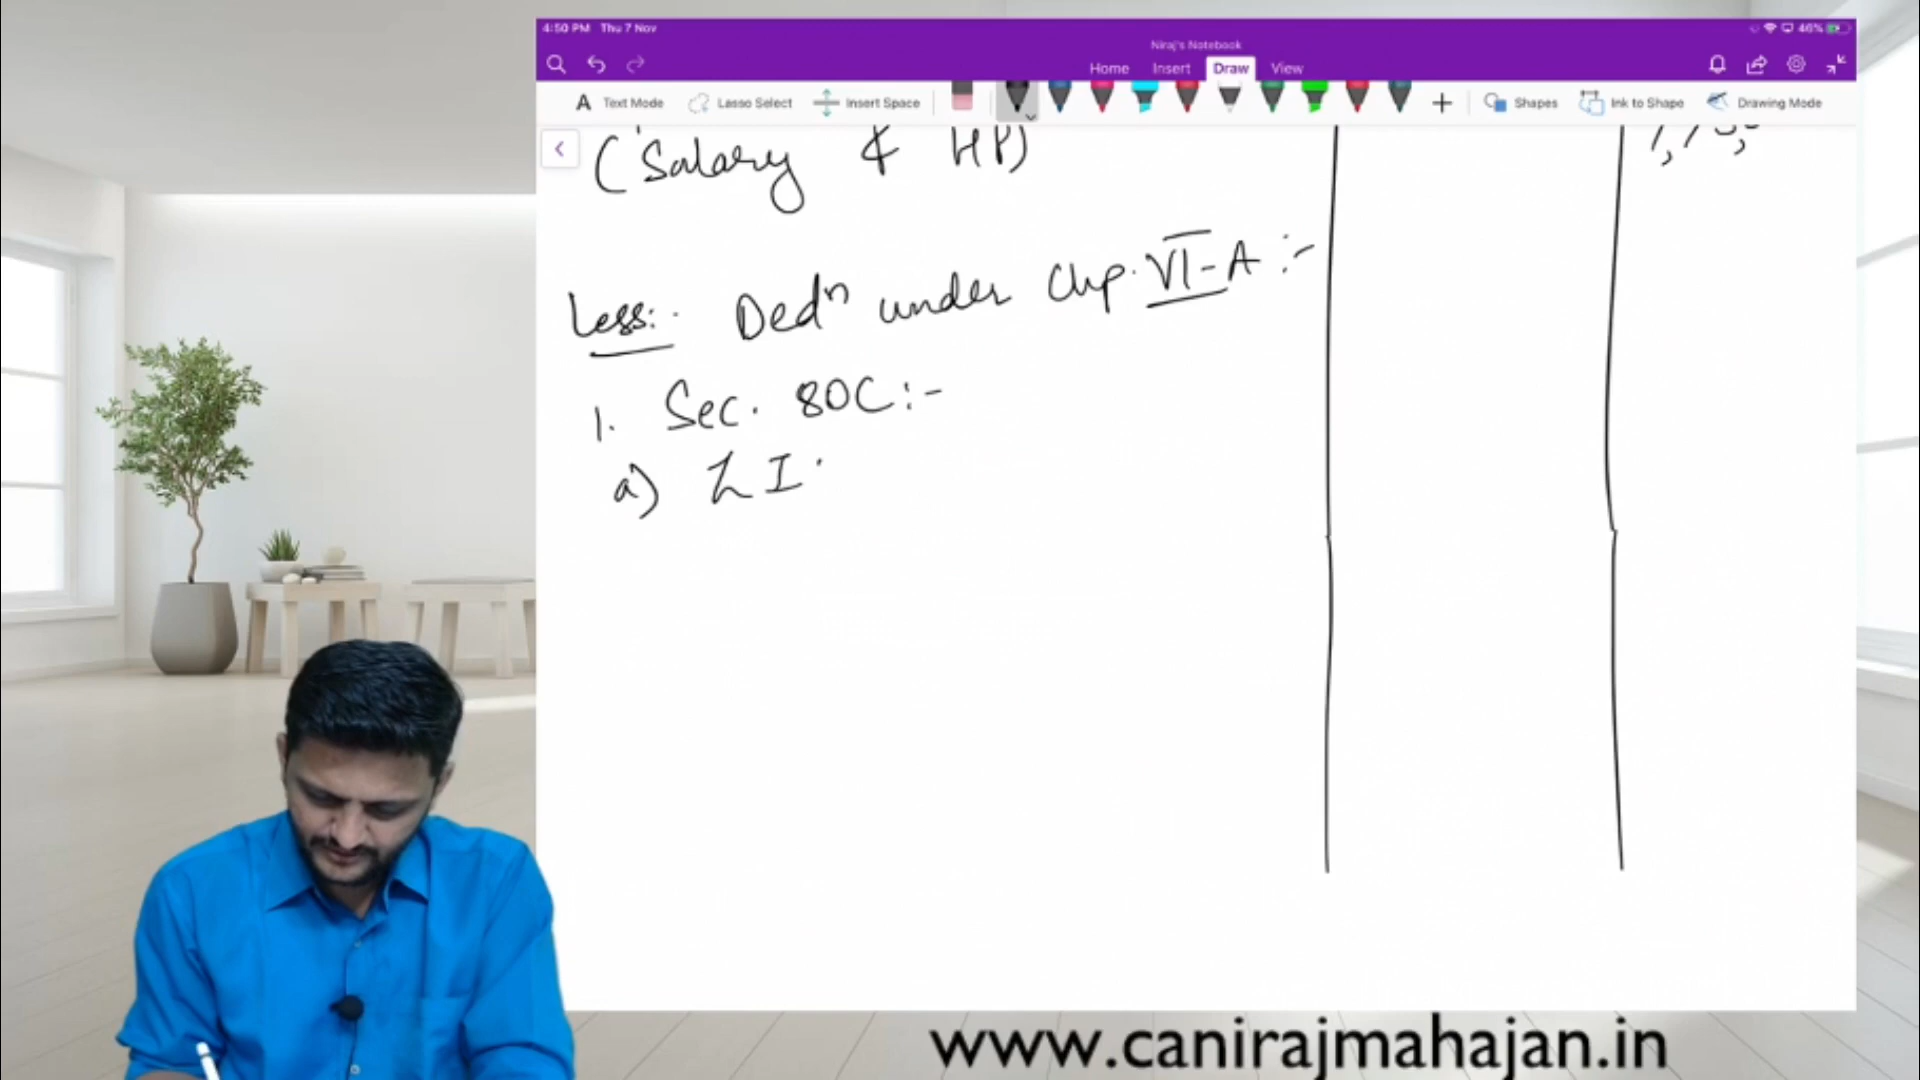 4:50 PM Thu 7 Nov
46%
Niraj's Notebook
Home Insert Draw View
A Text Mode Lasso Select Insert Space Shapes Ink to Shape Drawing Mode
(Salary & HP)
Less:- Dedⁿ under Chp. VI-A :-
1. Sec. 80C:-
a) LI.
www.canirajmahajan.in